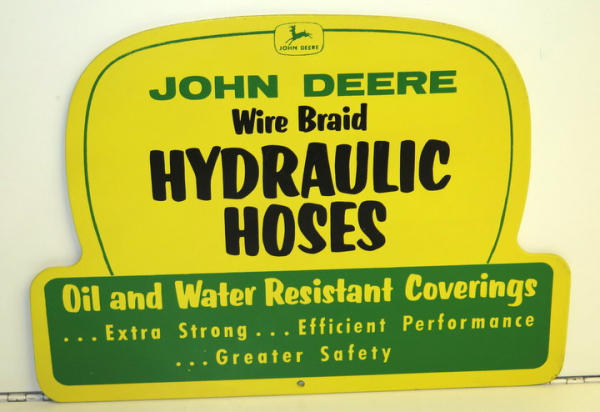 JOHN DEERE
JOHN DEERE
Wire Braid
HYDRAULIC
HOSES
Oil and Water Resistant Coverings
...Extra Strong...Efficient Performance
...Greater Safety